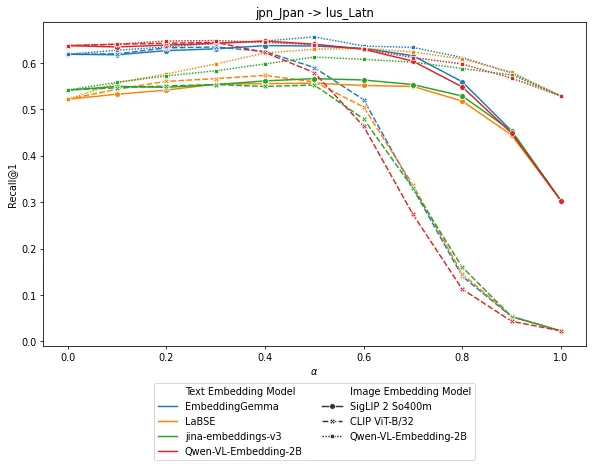 jpn_Jpan -> lus_Latn
Recall@1
0.6
0.5
0.4
0.3
0.2
0.1
0.0
0.0 0.2 0.4 0.6 0.8 1.0
α
Text Embedding Model
EmbeddingGemma
LaBSE
jina-embeddings-v3
Qwen-VL-Embedding-2B
Image Embedding Model
SigLIP 2 So400m
CLIP ViT-B/32
Qwen-VL-Embedding-2B